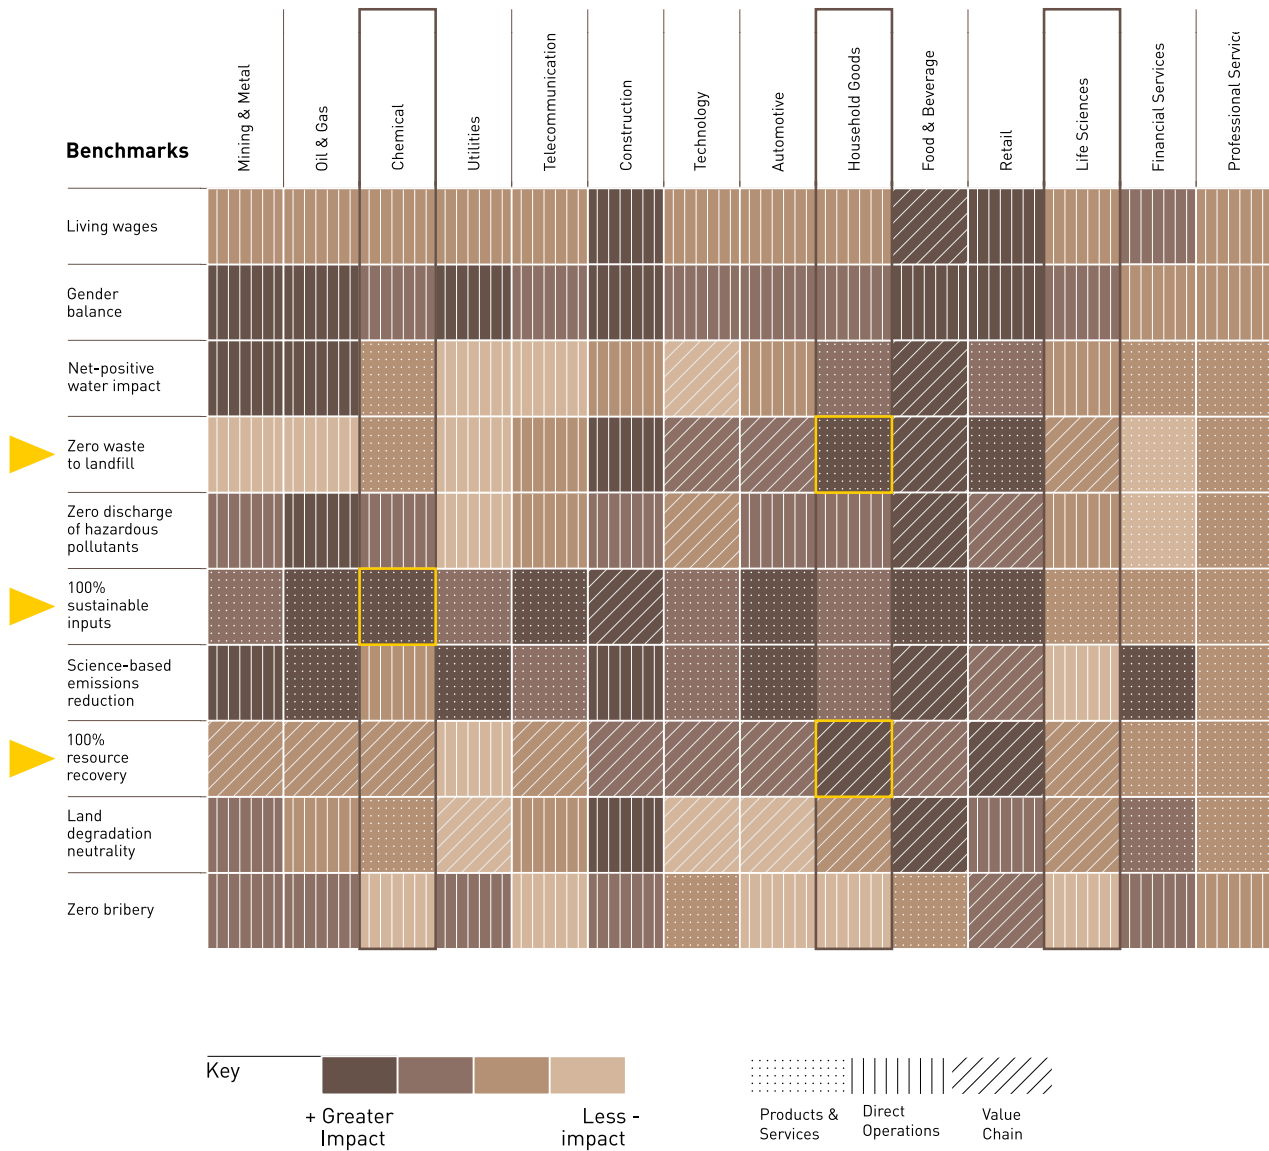 Mining & Metal
Oil & Gas
Chemical
Utilities
Telecommunication
Construction
Technology
Automotive
Household Goods
Food & Beverage
Retail
Life Sciences
Financial Services
Professional Servic
Benchmarks
Living wages
Gender
balance
Net-positive
water impact
Zero waste
to landfill
Zero discharge
of hazardous
pollutants
100%
sustainable
inputs
Science-based
emissions
reduction
100%
resource
recovery
Land
degradation
neutrality
Zero bribery
Key
+ Greater
Impact
Less -
impact
Products &
Services
Direct
Operations
Value
Chain